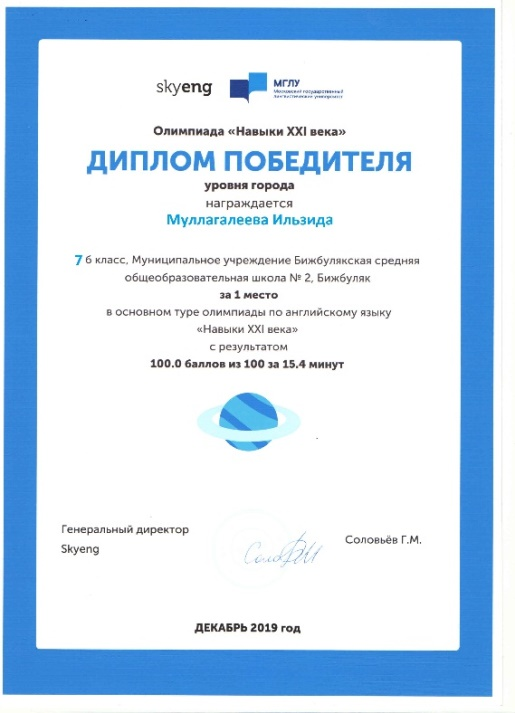 skyeng
МГЛУ
Московский государственный
лингвистический университет
Олимпиада «Навыки XXI века»
ДИПЛОМ ПОБЕДИТЕЛЯ
уровня города
награждается
Муллагалеева Ильзида
7 б класс, Муниципальное учреждение Бижбулякская средняя
общеобразовательная школа № 2, Бижбуляк
за 1 место
в основном туре олимпиады по английскому языку
«Навыки XXI века»
с результатом
100.0 баллов из 100 за 15.4 минут
Генеральный директор
Skyeng
Соловьёв Г.М.
ДЕКАБРЬ 2019 год